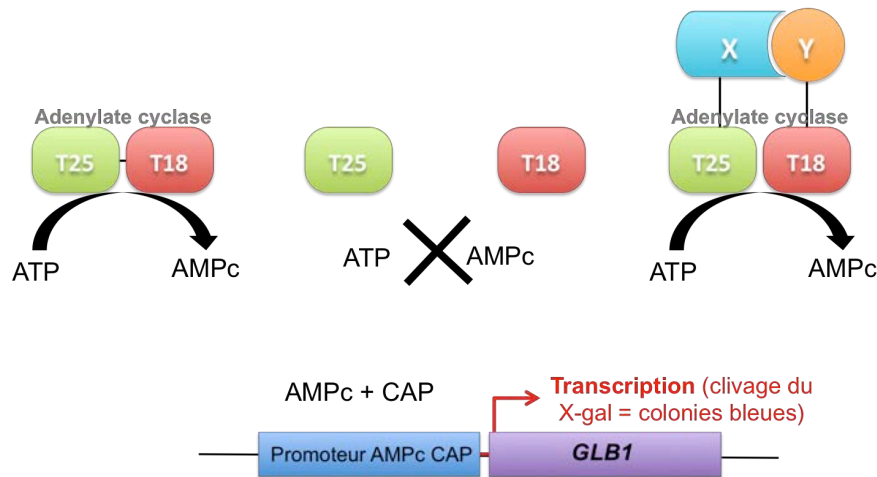 X
Y
Adenylate cyclase
T25
T18
T25
T18
Adenylate cyclase
T25
T18
ATP
AMPc
ATP
AMPc
ATP
AMPc
AMPc + CAP
Transcription (clivage du
X-gal = colonies bleues)
Promoteur AMPc CAP
GLB1